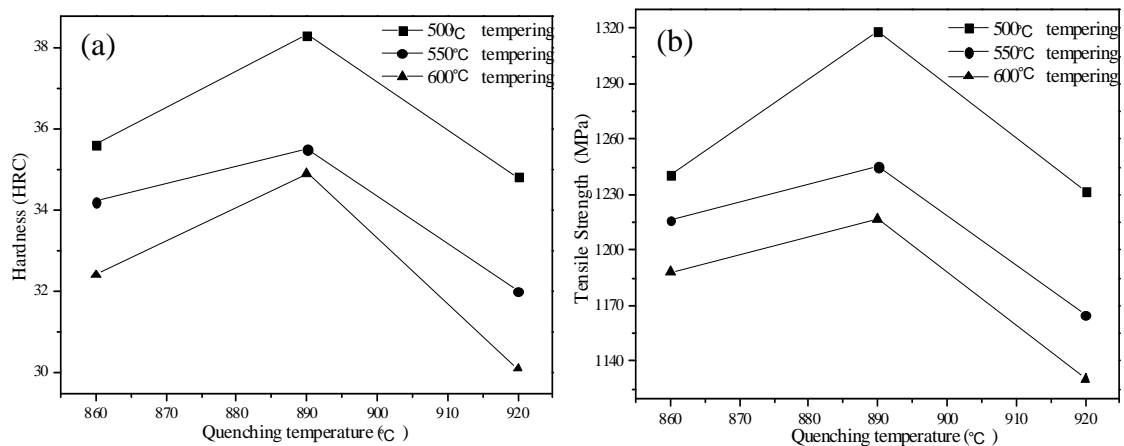 (a)
500℃ tempering
550℃ tempering
600℃ tempering
38
36
34
32
30
Hardness (HRC)
860 870 880 890 900 910 920
Quenching temperature (℃ )
(b)
500℃ tempering
550℃ tempering
600℃ tempering
1320
1290
1260
1230
1200
1170
1140
Tensile Strength (MPa)
860 870 880 890 900 910 920
Quenching temperature (℃ )